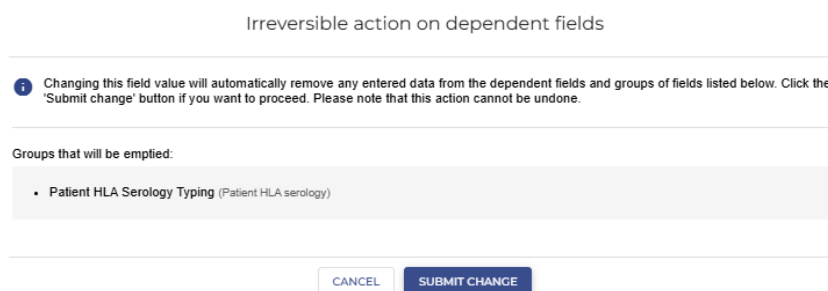 Irreversible action on dependent fields
Changing this field value will automatically remove any entered data from the dependent fields and groups of fields listed below. Click the
'Submit change' button if you want to proceed. Please note that this action cannot be undone.
Groups that will be emptied:
• Patient HLA Serology Typing (Patient HLA serology)
CANCEL SUBMIT CHANGE